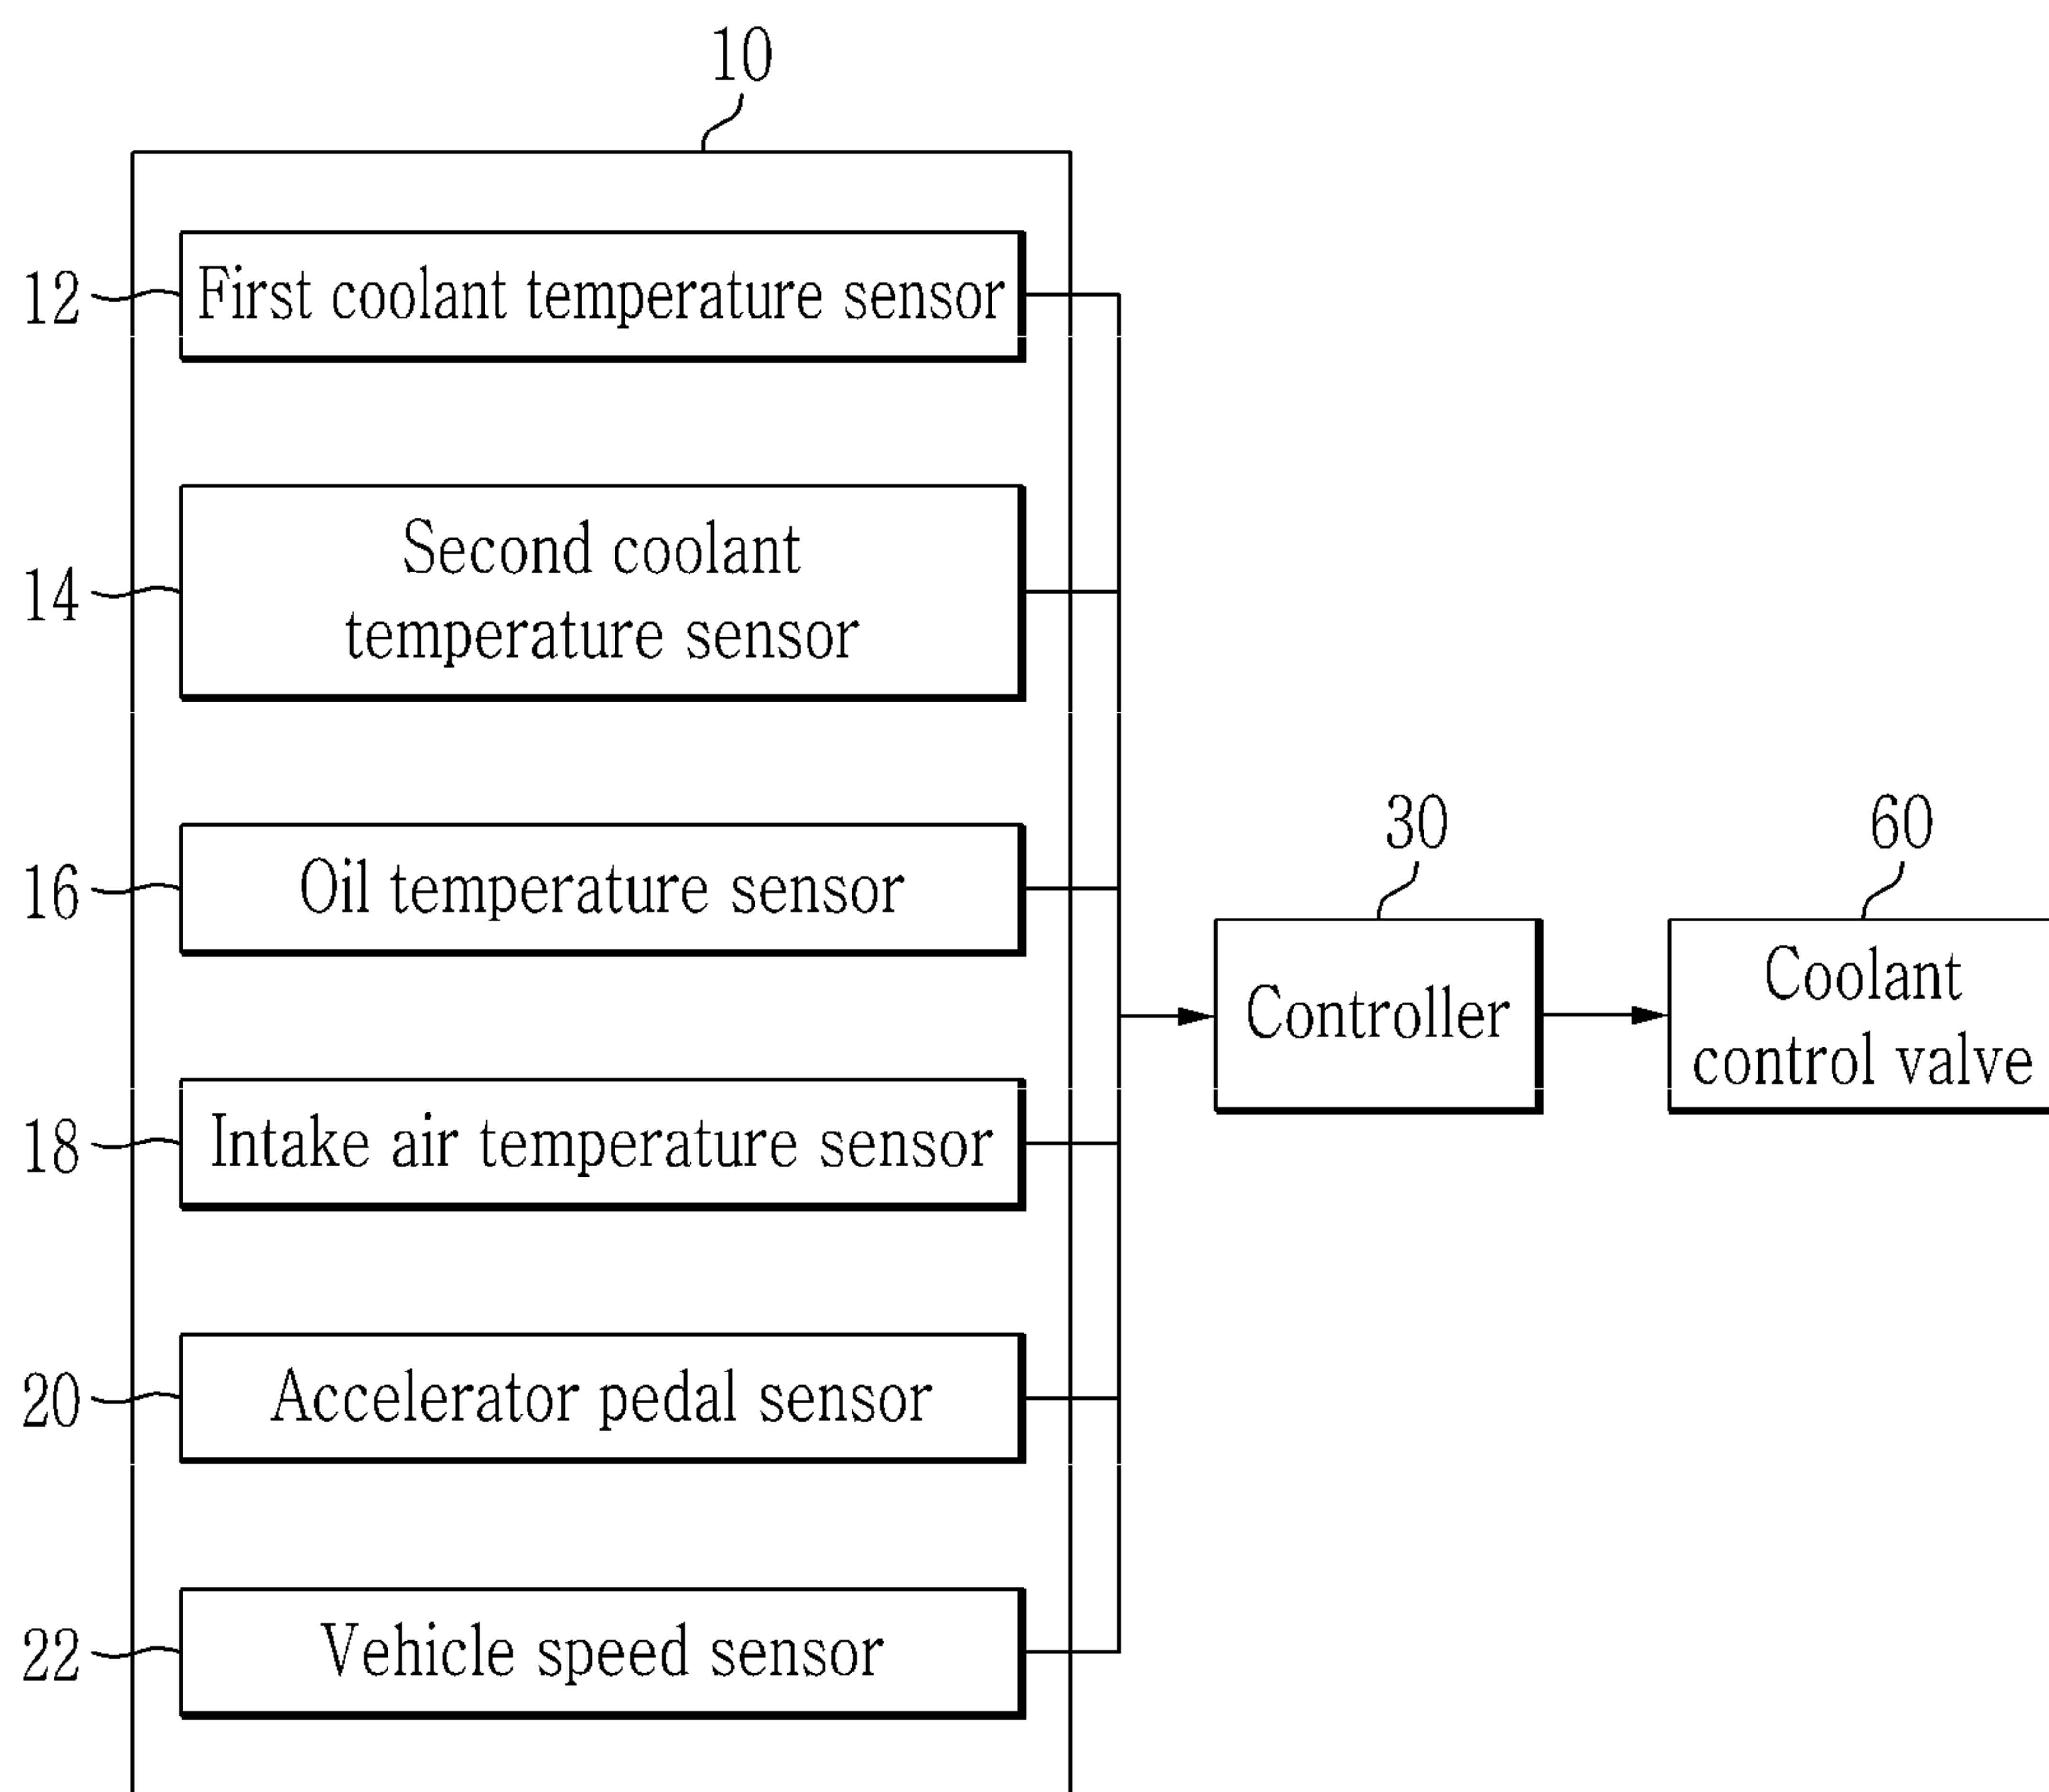 10
12
First coolant temperature sensor
14
Second coolant
temperature sensor
16
Oil temperature sensor
30
60
Controller
Coolant
control valve
18
Intake air temperature sensor
20
Accelerator pedal sensor
22
Vehicle speed sensor